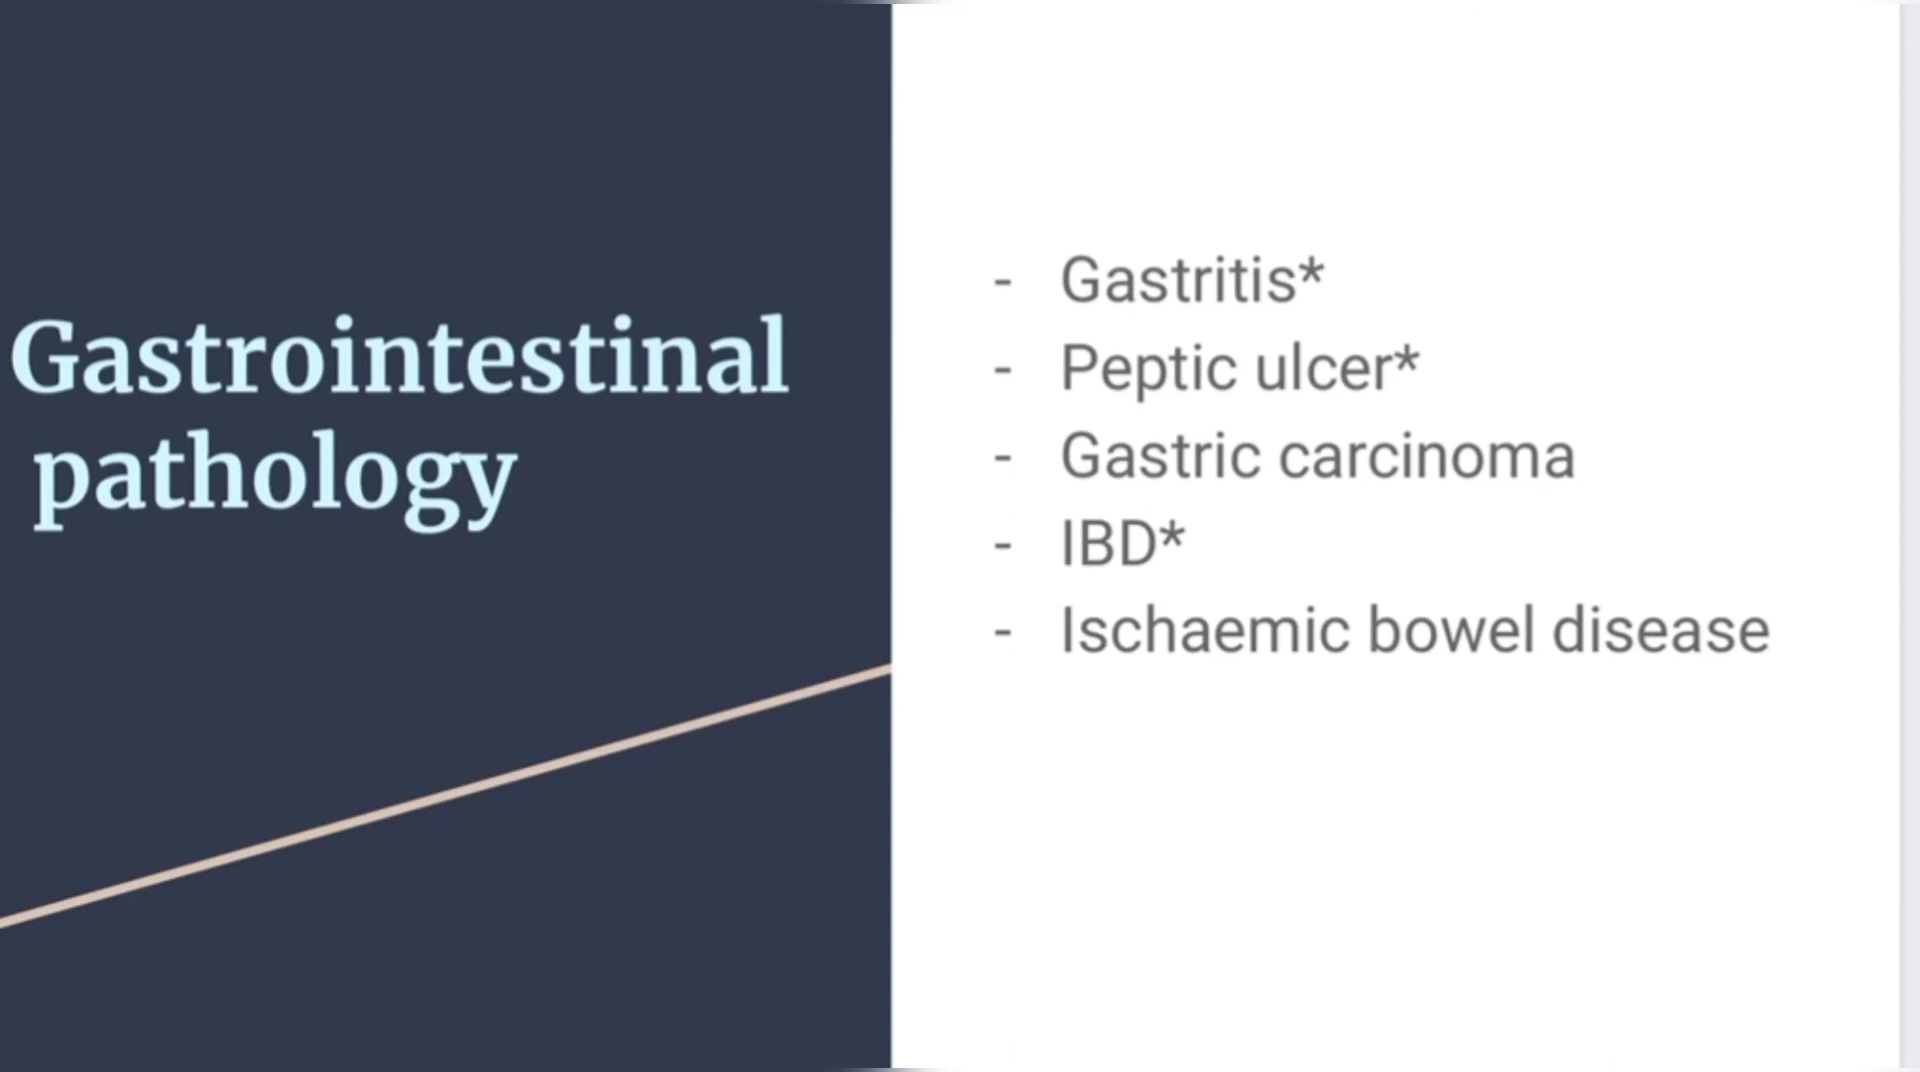 Gastrointestinal
pathology
- Gastritis*
- Peptic ulcer*
- Gastric carcinoma
- IBD*
- Ischaemic bowel disease